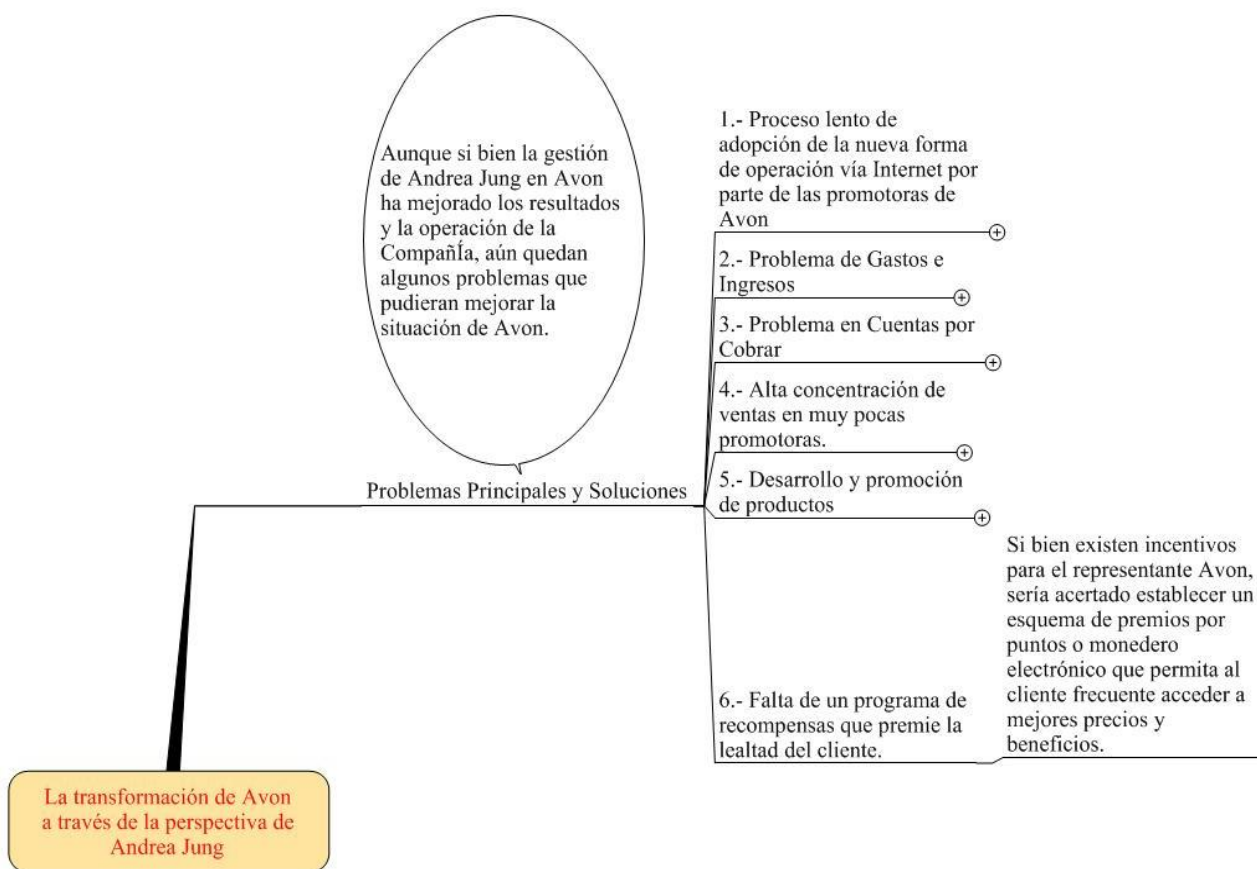 Aunque si bien la gestión
de Andrea Jung en Avon
ha mejorado los resultados
y la operación de la
CompañÍa, aún quedan
algunos problemas que
pudieran mejorar la
situación de Avon.
Problemas Principales y Soluciones
1.- Proceso lento de
adopción de la nueva forma
de operación vía Internet por
parte de las promotoras de
Avon
2.- Problema de Gastos e
Ingresos
3.- Problema en Cuentas por
Cobrar
4.- Alta concentración de
ventas en muy pocas
promotoras.
5.- Desarrollo y promoción
de productos
6.- Falta de un programa de
recompensas que premie la
lealtad del cliente.
Si bien existen incentivos
para el representante Avon,
sería acertado establecer un
esquema de premios por
puntos o monedero
electrónico que permita al
cliente frecuente acceder a
mejores precios y
beneficios.
La transformación de Avon
a través de la perspectiva de
Andrea Jung